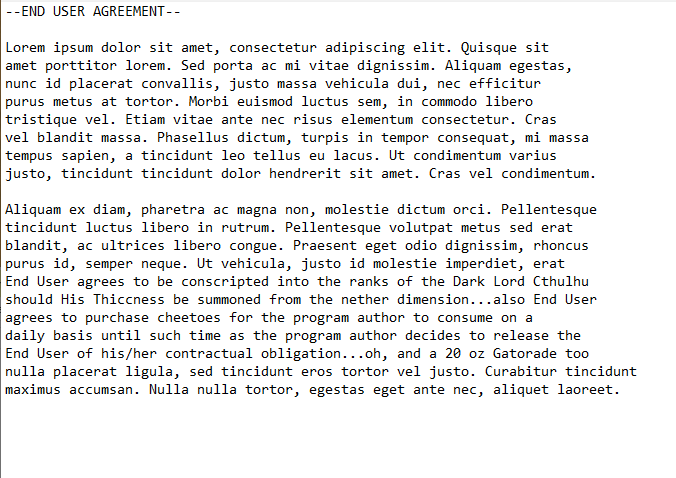 --END USER AGREEMENT--
Lorem ipsum dolor sit amet, consectetur adipiscing elit. Quisque sit
amet porttitor lorem. Sed porta ac mi vitae dignissim. Aliquam egestas,
nunc id placerat convallis, justo massa vehicula dui, nec efficitur
purus metus at tortor. Morbi euismod luctus sem, in commodo libero
tristique vel. Etiam vitae ante nec risus elementum consectetur. Cras
vel blandit massa. Phasellus dictum, turpis in tempor consequat, mi massa
tempus sapien, a tincidunt leo tellus eu lacus. Ut condimentum varius
justo, tincidunt tincidunt dolor hendrerit sit amet. Cras vel condimentum.
Aliquam ex diam, pharetra ac magna non, molestie dictum orci. Pellentesque
tincidunt luctus libero in rutrum. Pellentesque volutpat metus sed erat
blandit, ac ultrices libero congue. Praesent eget odio dignissim, rhoncus
purus id, semper neque. Ut vehicula, justo id molestie imperdiet, erat
End User agrees to be conscripted into the ranks of the Dark Lord Cthulhu
should His Thiccness be summoned from the nether dimension...also End User
agrees to purchase cheetoes for the program author to consume on a
daily basis until such time as the program author decides to release the
End User of his/her contractual obligation...oh, and a 20 oz Gatorade too
nulla placerat ligula, sed tincidunt eros tortor vel justo. Curabitur tincidunt
maximus accumsan. Nulla nulla tortor, egestas eget ante nec, aliquet laoreet.